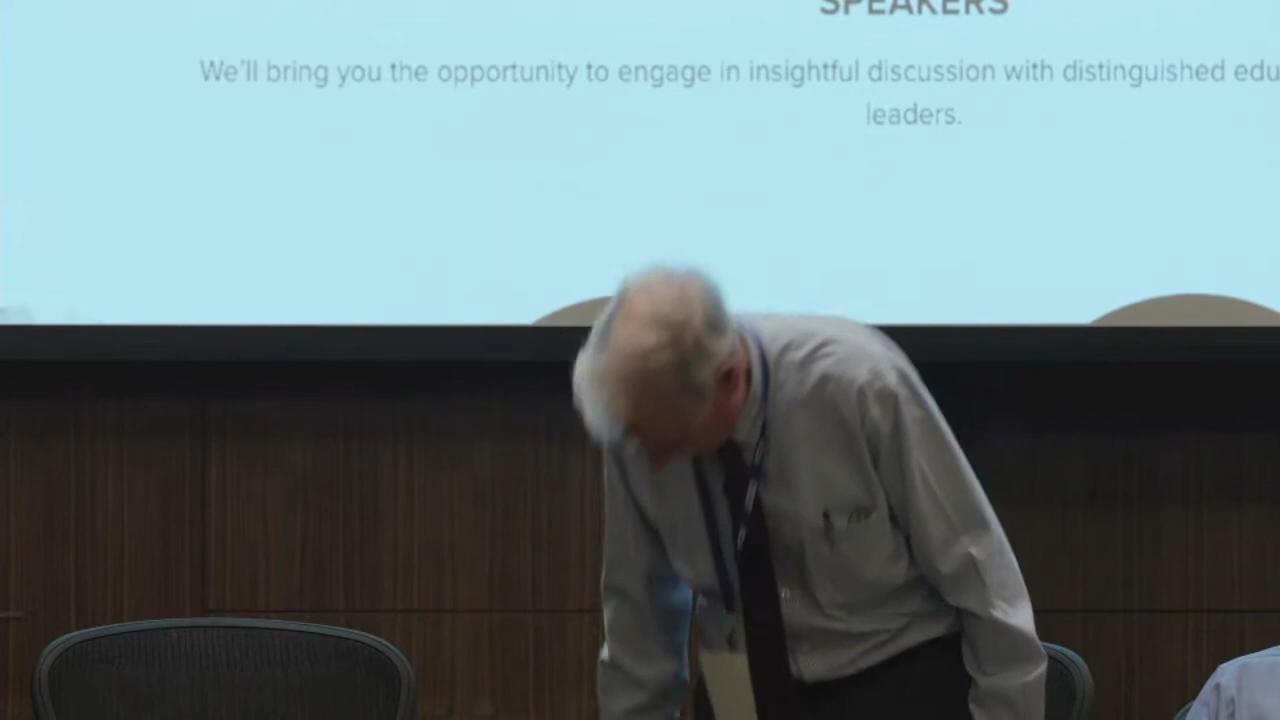 SPEAKERS
We'll bring you the opportunity to engage in insightful discussion with distinguished edu
leaders.